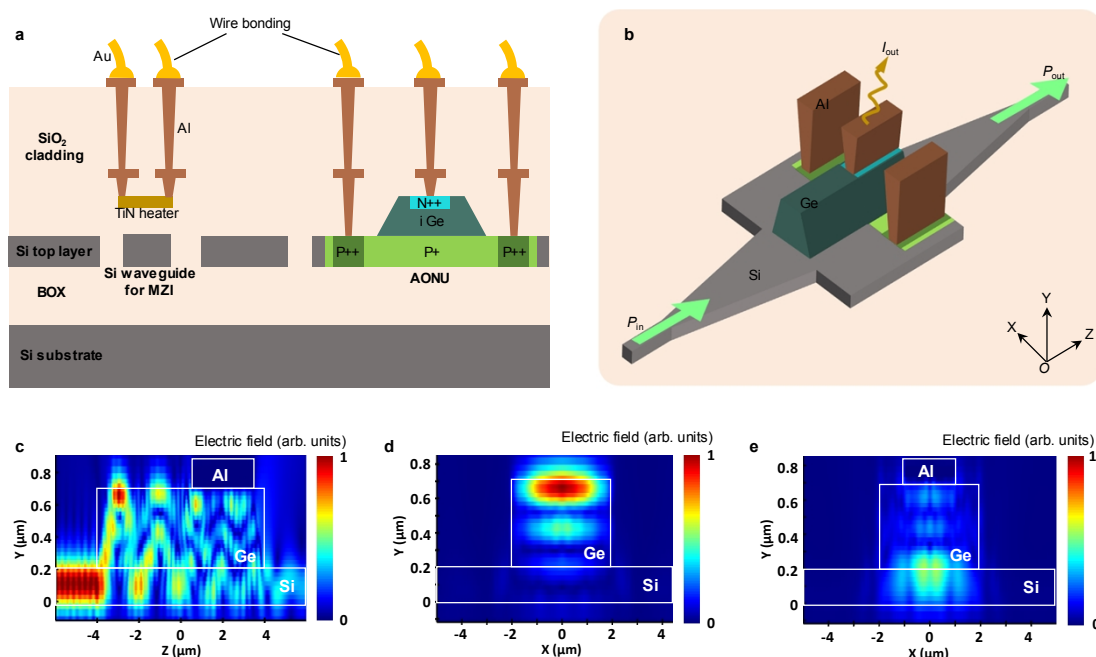 a
Wire bonding
Au
Al
SiO2
cladding
TiN heater
N++
i Ge
Si top layer
P++
P+
P++
Si waveguide
for MZI
AONU
BOX
Si substrate
b
Iout
Pout
Al
Ge
Si
Pin
Y
X
Z
O
c
Electric field (arb. units)
Al
Ge
Si
0.8
0.6
0.4
0.2
0
Y (μm)
-4
-2
0
2
4
Z (μm)
1
0
d
Electric field (arb. units)
Ge
Si
0.8
0.6
0.4
0.2
0
Y (μm)
-4
-2
0
2
4
X (μm)
1
0
e
Electric field (arb. units)
Al
Ge
Si
0.8
0.6
0.4
0.2
0
Y (μm)
-4
-2
0
2
4
X (μm)
1
0